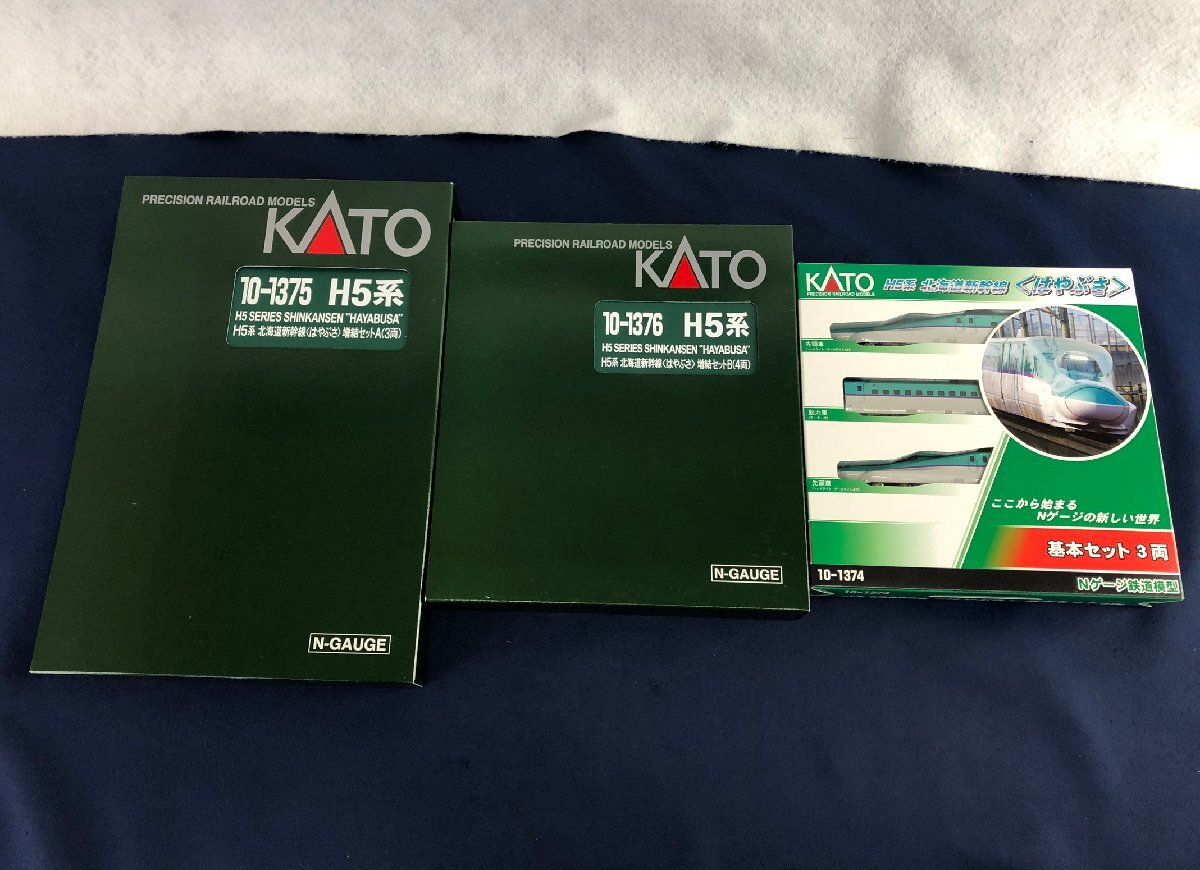 PRECISION RAILROAD MODELS
KATO
10-1375 H5系
H5 SERIES SHINKANSEN "HAYABUSA"
H5系 北海道新幹線〈はやぶさ〉増結セットA(3両)
N-GAUGE
PRECISION RAILROAD MODELS
KATO
10-1376 H5系
H5 SERIES SHINKANSEN "HAYABUSA"
H5系 北海道新幹線〈はやぶさ〉増結セットB(4両)
N-GAUGE
KATO
PRECISION RAILROAD MODELS
H5系 北海道新幹線〈はやぶさ〉
先頭車
動力車
先頭車
ここから始まる
Nゲージの新しい世界
基本セット 3両
10-1374
Nゲージ鉄道模型
10-1374